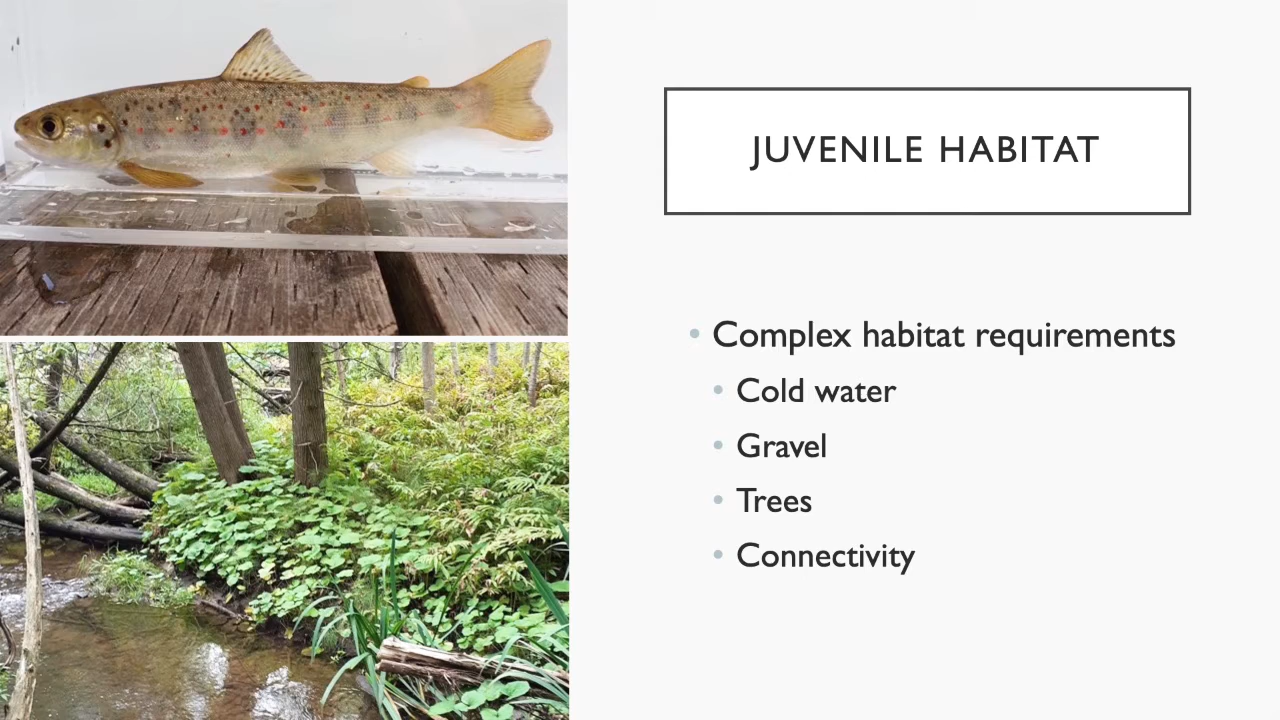 JUVENILE HABITAT
• Complex habitat requirements
• Cold water
• Gravel
• Trees
• Connectivity